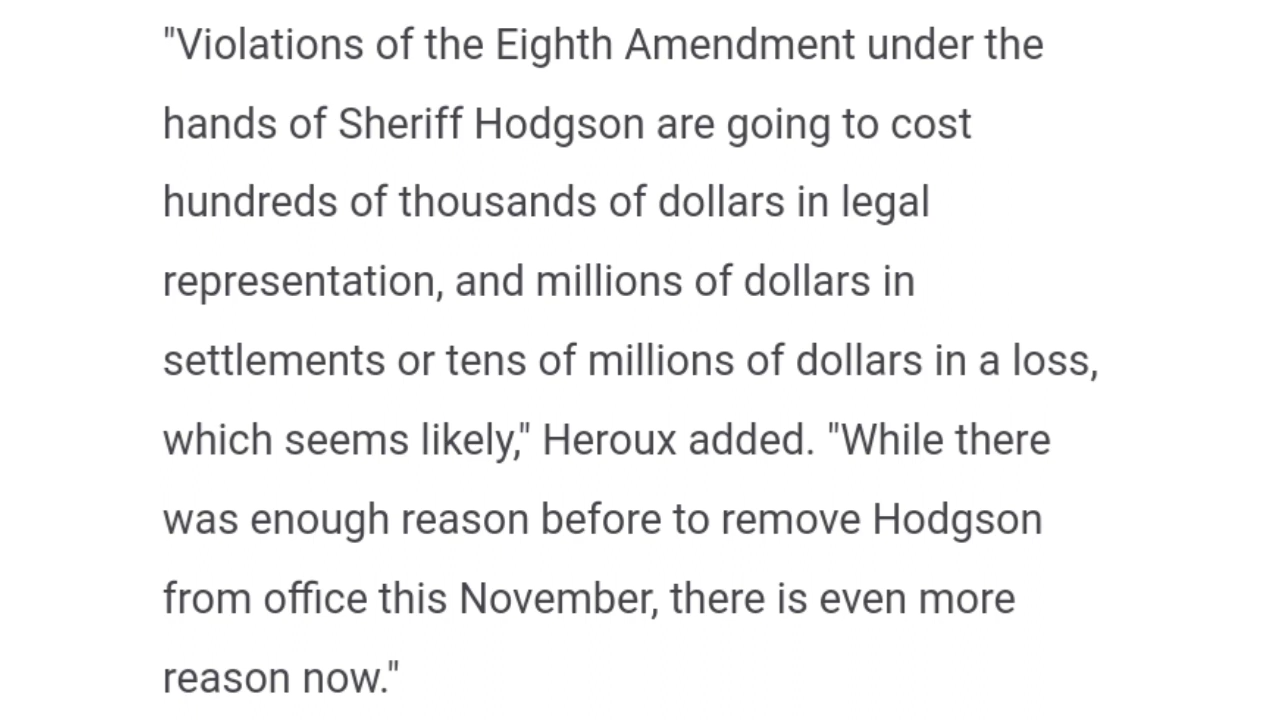 "Violations of the Eighth Amendment under the
hands of Sheriff Hodgson are going to cost
hundreds of thousands of dollars in legal
representation, and millions of dollars in
settlements or tens of millions of dollars in a loss,
which seems likely," Heroux added. "While there
was enough reason before to remove Hodgson
from office this November, there is even more
reason now."